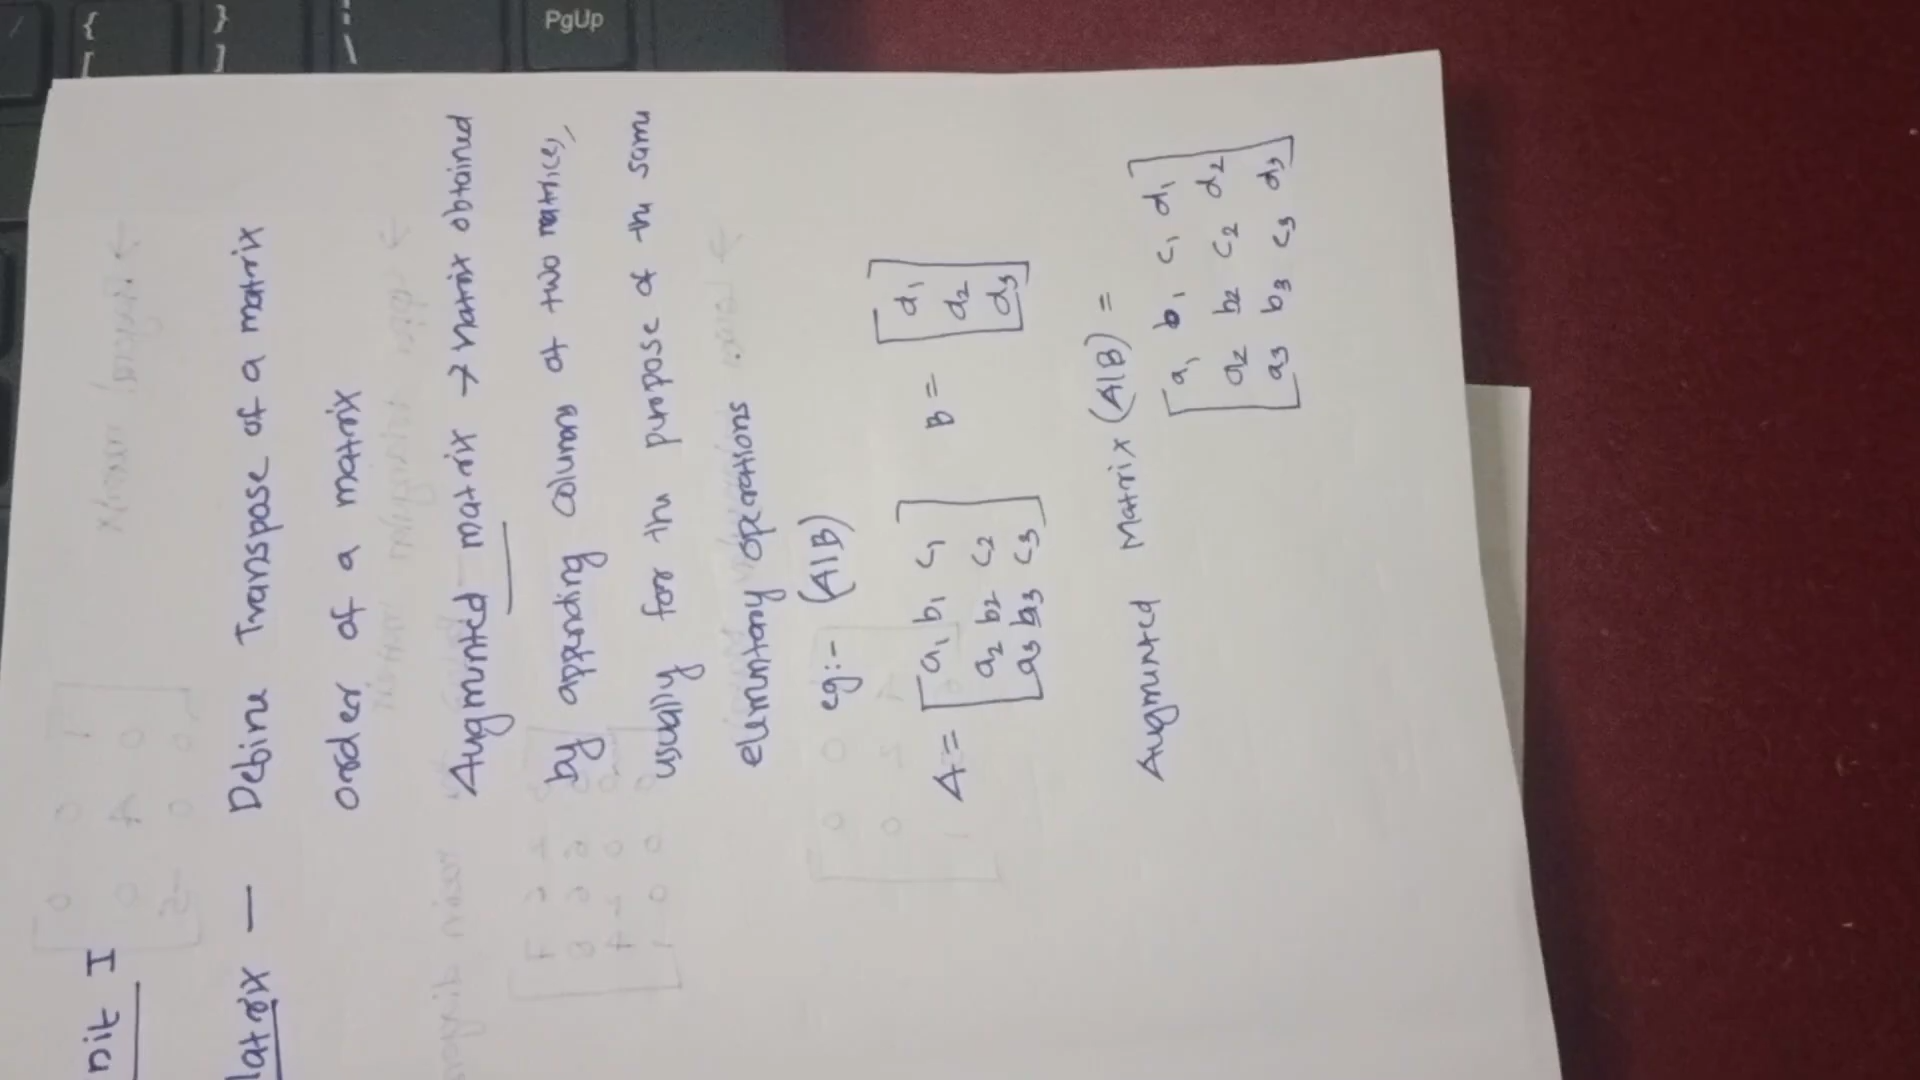 nit I
atrix — Define Transpose of a matrix
order of a matrix
Augmented matrix → Matrix obtained
by appending columns of two matrices,
usually for the purpose of the same
elementary operations
eg:- (A|B)
A = [a1 b1 c1 B = [d1
a2 b2 c2 d2
a3 b3 c3] d3]
Augmented Matrix (A|B) =
[a1 b1 c1 d1
a2 b2 c2 d2
a3 b3 c3 d3]
PgUp
{ [
} ]